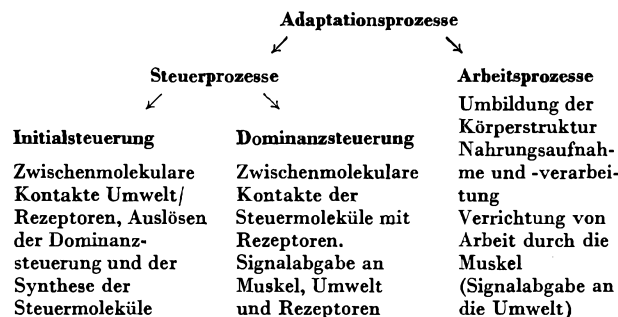 Adaptationsprozesse
Steuerprozesse
Initialsteuerung
Zwischenmolekulare
Kontakte Umwelt/
Rezeptoren, Auslösen
der Dominanz-
steuerung und der
Synthese der
Steuermoleküle
Dominanzsteuerung
Zwischenmolekulare
Kontakte der
Steuermoleküle mit
Rezeptoren.
Signalabgabe an
Muskel, Umwelt
und Rezeptoren
Arbeitsprozesse
Umbildung der
Körperstruktur
Nahrungsaufnah-
me und -verarbei-
tung
Verrichtung von
Arbeit durch die
Muskel
(Signalabgabe an
die Umwelt)